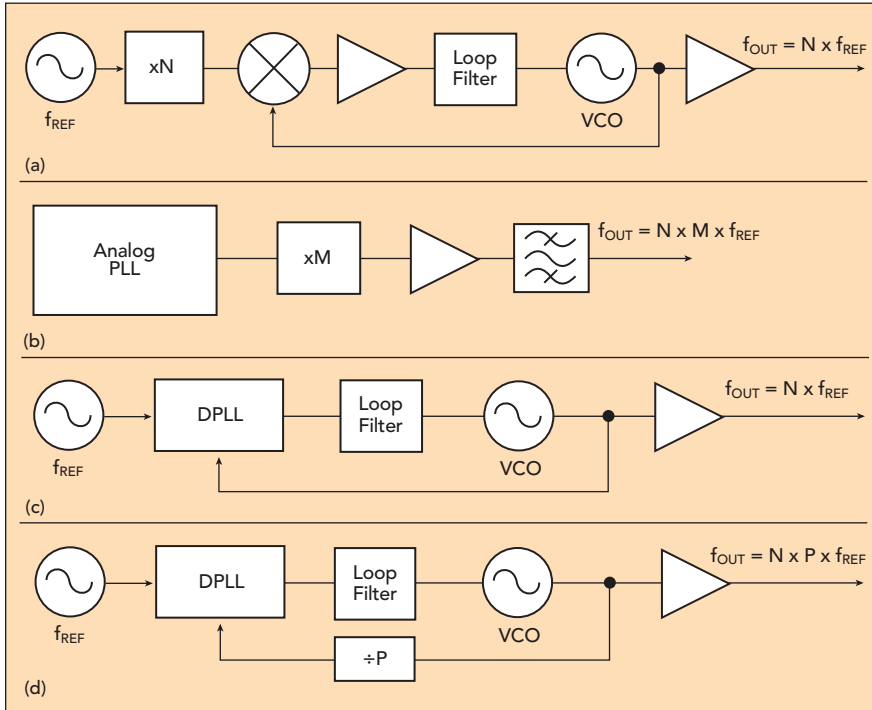 xN
Loop
Filter
f_OUT = N x f_REF
f_REF
VCO
(a)
Analog
PLL
xM
f_OUT = N x M x f_REF
(b)
DPLL
Loop
Filter
f_OUT = N x f_REF
f_REF
VCO
(c)
DPLL
Loop
Filter
f_OUT = N x P x f_REF
f_REF
VCO
÷P
(d)